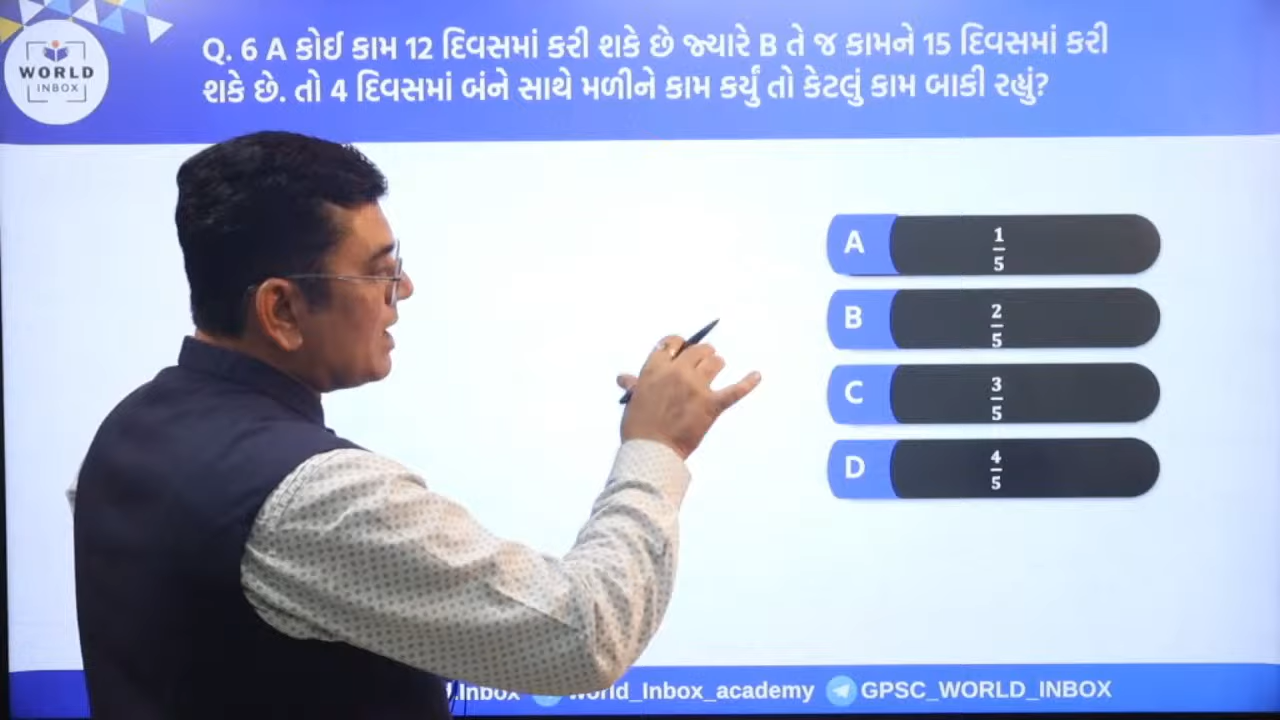 WORLD
INBOX
Q. 6 A કોઈ કામ 12 દિવસમાં કરી શકે છે જ્યારે B તે જ કામને 15 દિવસમાં કરી
શકે છે. તો 4 દિવસમાં બંને સાથે મળીને કામ કર્યું તો કેટલું કામ બાકી રહ્યું?
A 1/5
B 2/5
C 3/5
D 4/5
world_Inbox_academy GPSC_WORLD_INBOX